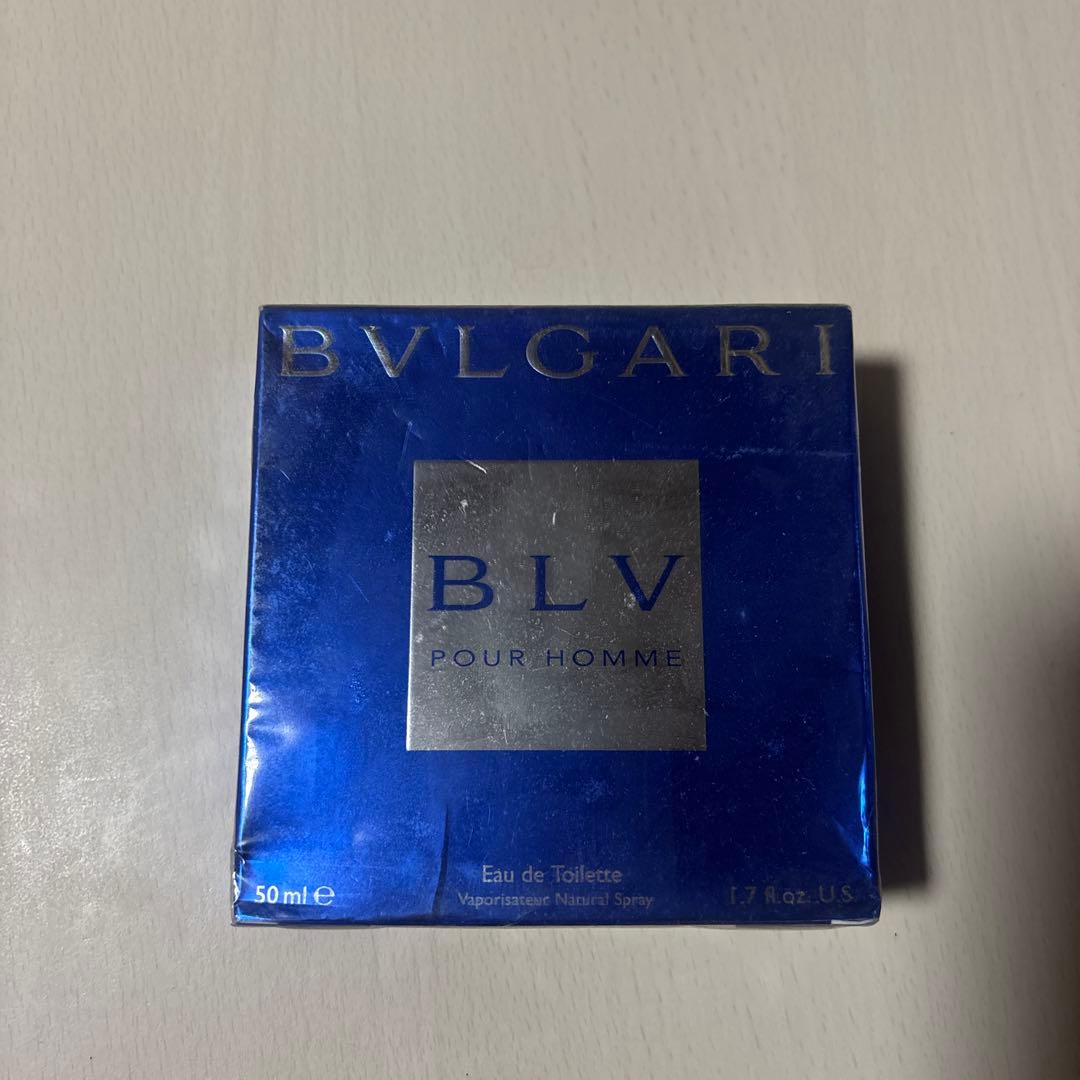 BVLGARI
BLV
POUR HOMME
Eau de Toilette
Vaporisateur Natural Spray
50 ml e
1.7 fl.oz. U.S.